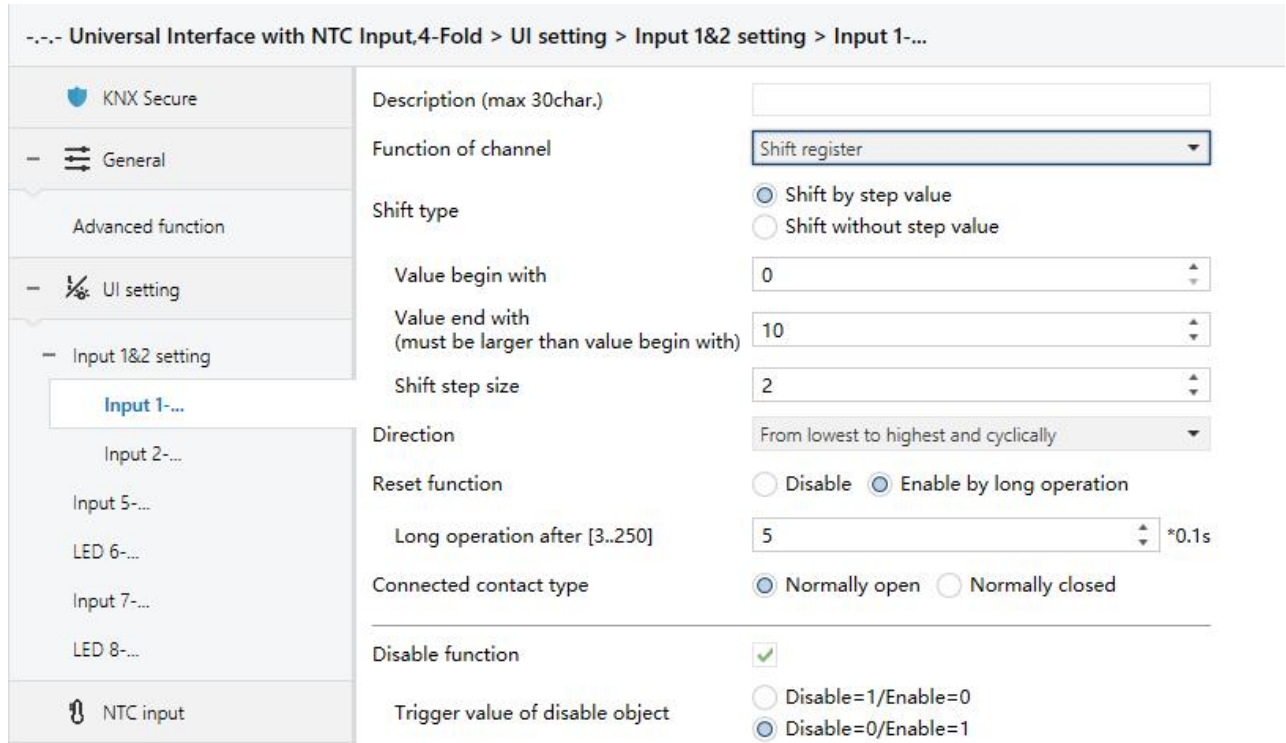 -.-.- Universal Interface with NTC Input,4-Fold > UI setting > Input 1&2 setting > Input 1-...
KNX Secure
General
Advanced function
UI setting
Input 1&2 setting
Input 1-...
Input 2-...
Input 5-...
LED 6-...
Input 7-...
LED 8-...
NTC input
Description (max 30char.)
Function of channel
Shift register
Shift type
Shift by step value
Shift without step value
Value begin with
0
Value end with
(must be larger than value begin with)
10
Shift step size
2
Direction
From lowest to highest and cyclically
Reset function
Disable
Enable by long operation
Long operation after [3..250]
5
*0.1s
Connected contact type
Normally open
Normally closed
Disable function
Trigger value of disable object
Disable=1/Enable=0
Disable=0/Enable=1